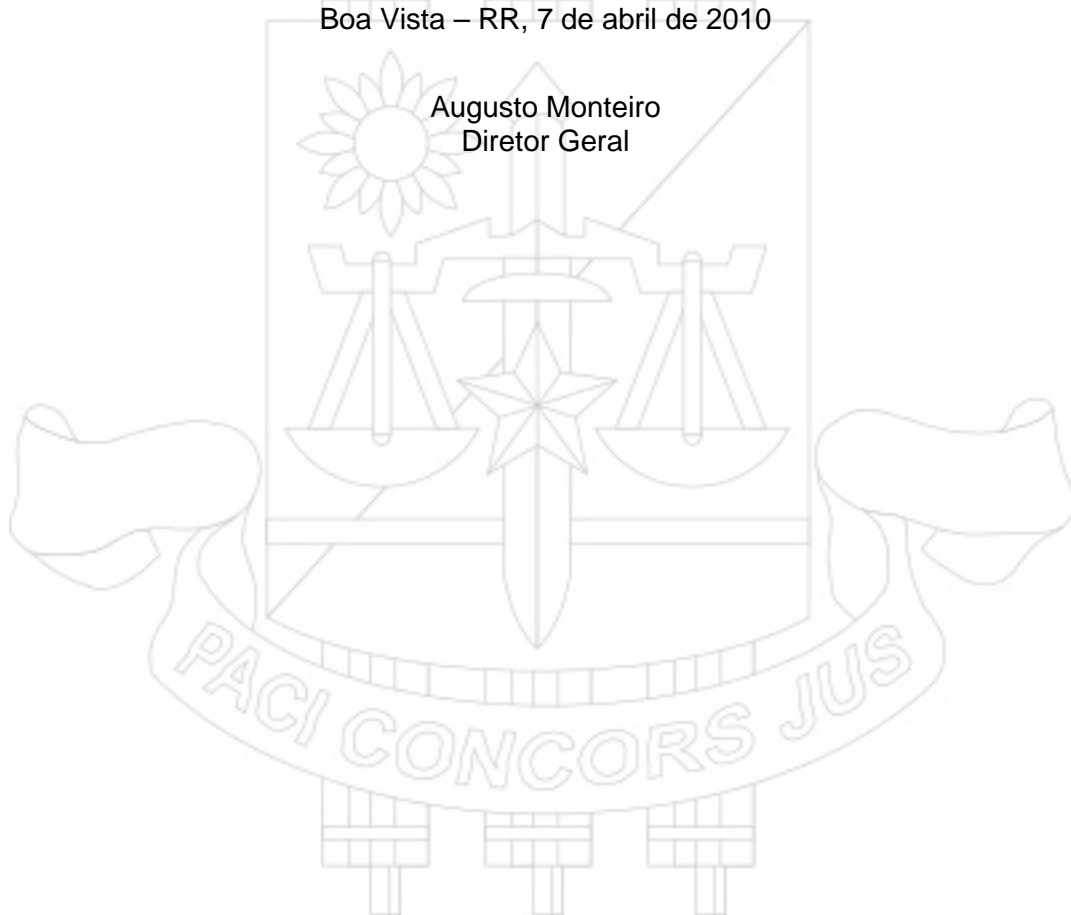 Boa Vista – RR, 7 de abril de 2010
Augusto Monteiro
Diretor Geral
PACI CONCORS JUS